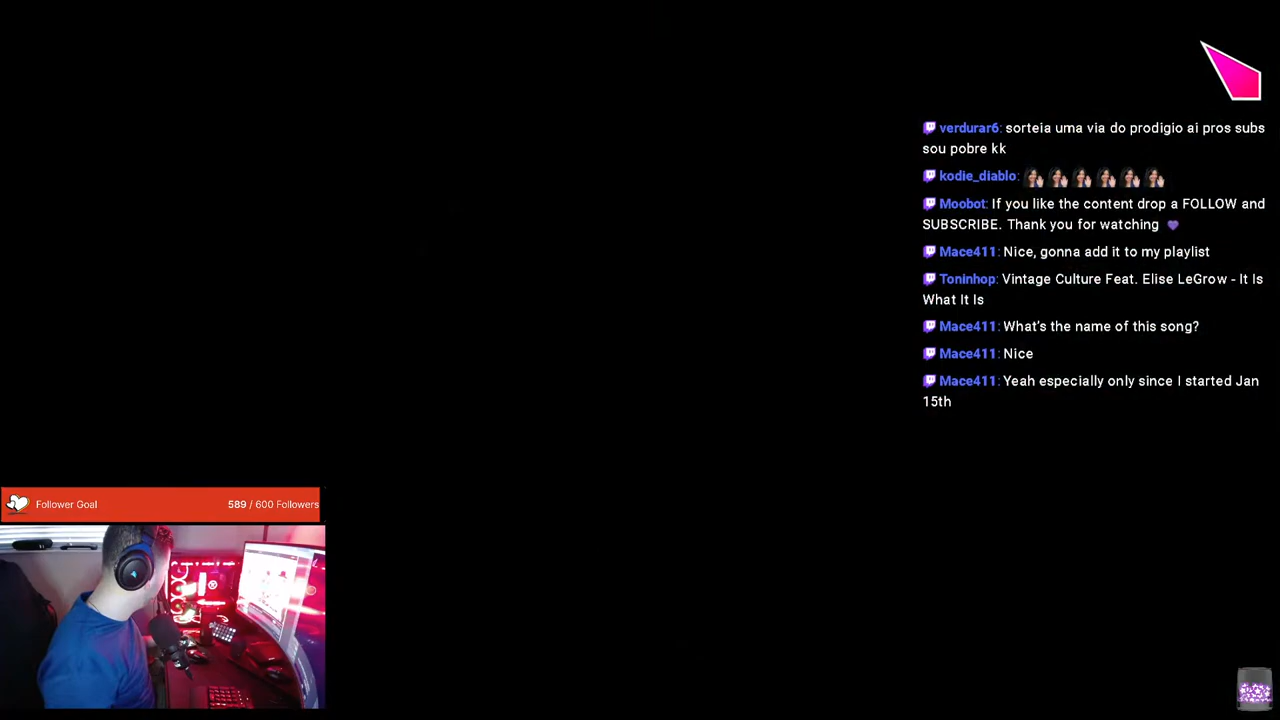 verdurar6: sorteia uma via do prodigio ai pros subs
sou pobre kk
kodie_diablo:
Moobot: If you like the content drop a FOLLOW and
SUBSCRIBE. Thank you for watching 💜
Mace411: Nice, gonna add it to my playlist
Toninhop: Vintage Culture Feat. Elise LeGrow - It Is
What It Is
Mace411: What's the name of this song?
Mace411: Nice
Mace411: Yeah especially only since I started Jan
15th
Follower Goal 589 / 600 Followers